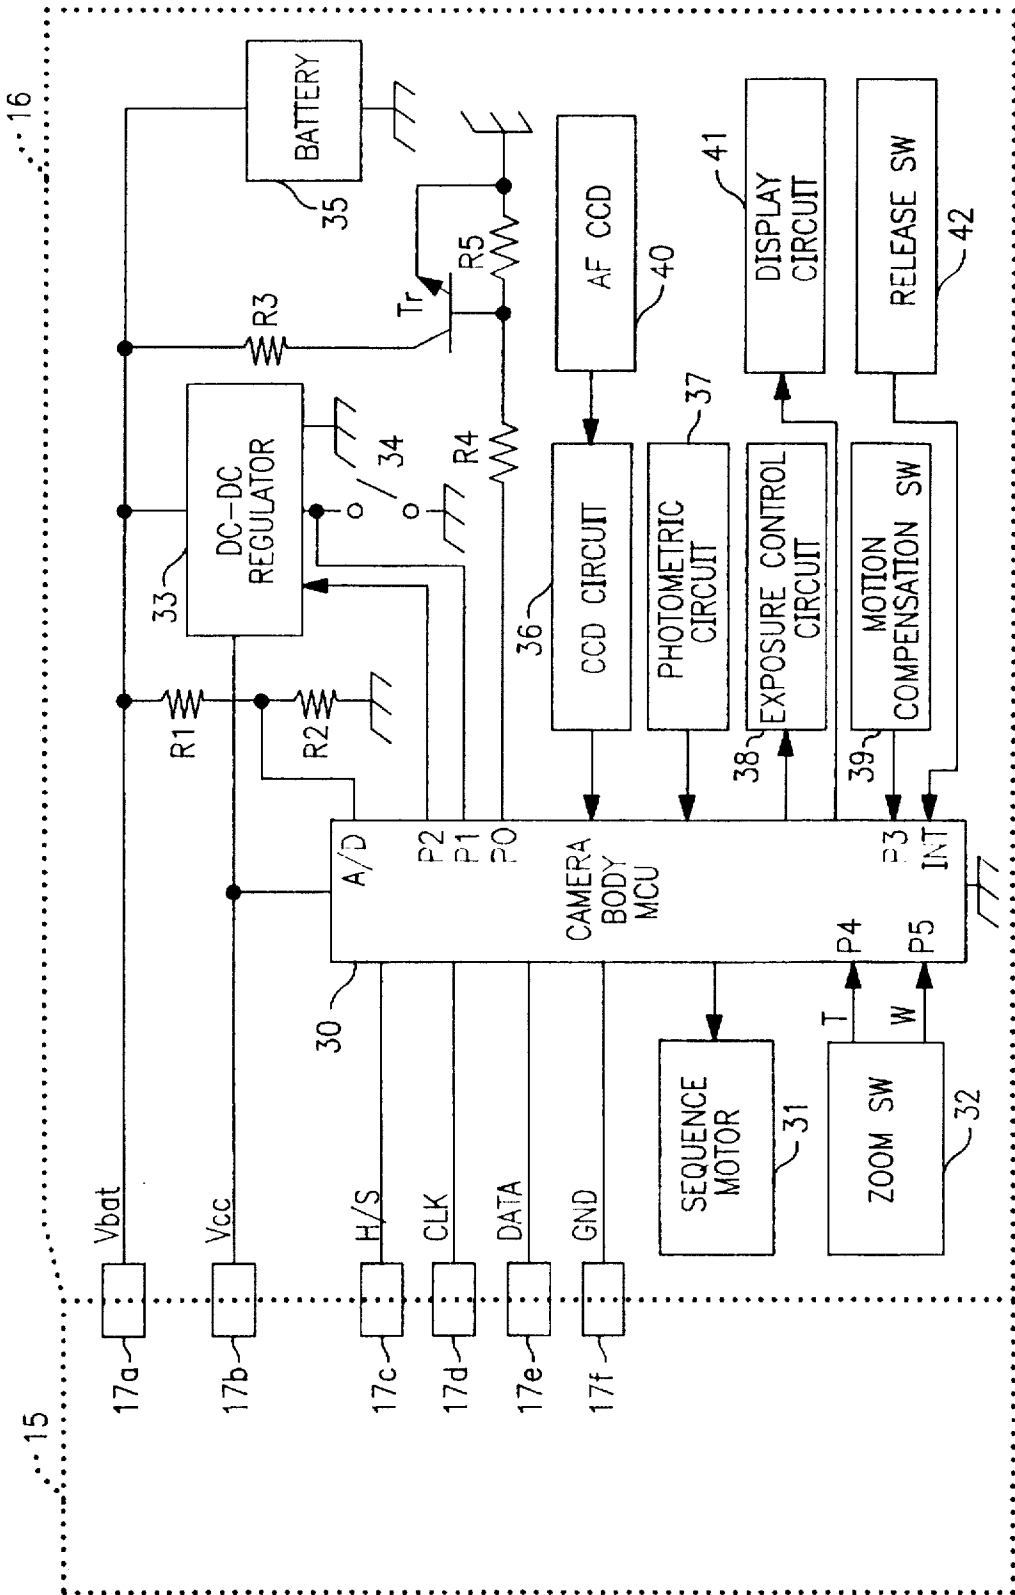 15
16
17a
Vbat
17b
Vcc
17c
H/S
17d
CLK
17e
DATA
17f
GND
R1
R2
33
DC-DC
REGULATOR
34
R3
35
BATTERY
Tr
R4
R5
30
A/D
P2
P1
P0
CAMERA
BODY
MCU
P3
INT
P4
P5
36
CCD CIRCUIT
AF CCD
40
PHOTOMETRIC
CIRCUIT
37
38
EXPOSURE CONTROL
CIRCUIT
41
DISPLAY
CIRCUIT
39
MOTION
COMPENSATION SW
RELEASE SW
42
SEQUENCE
MOTOR
31
T
W
ZOOM SW
32